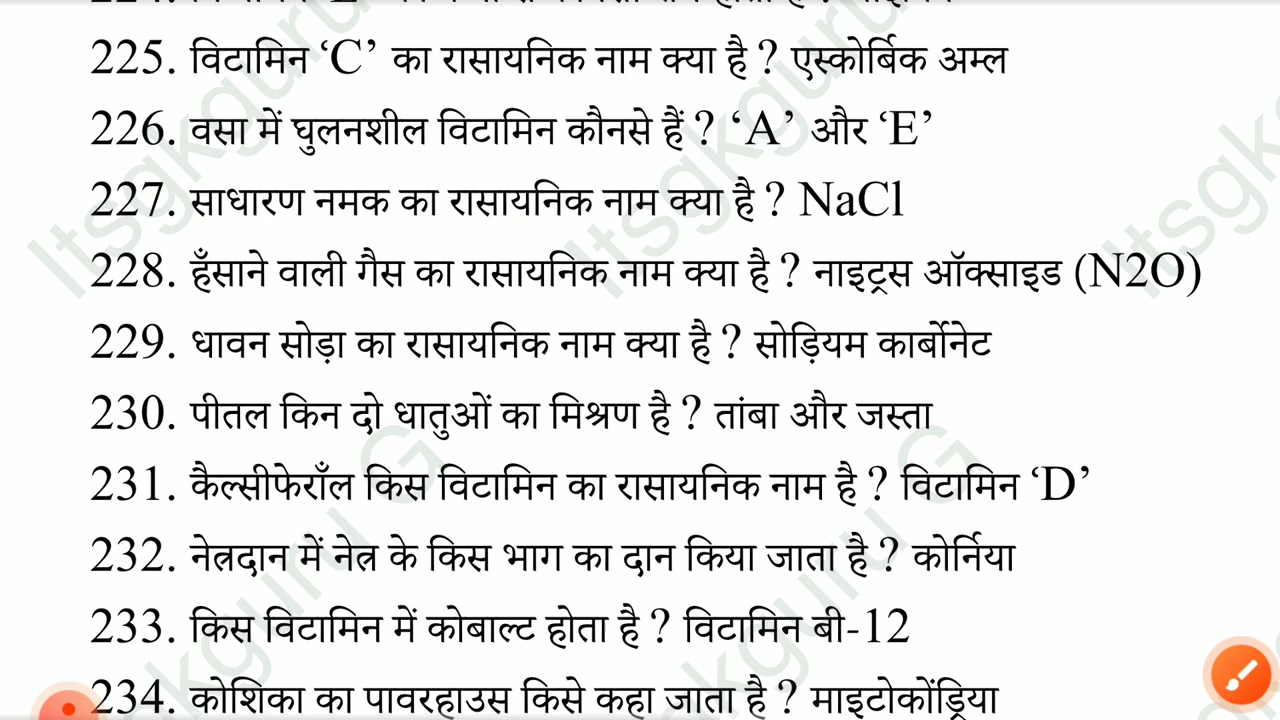 225. विटामिन ‘C’ का रासायनिक नाम क्या है ? एस्कोर्बिक अम्ल
226. वसा में घुलनशील विटामिन कौनसे हैं ? ‘A’ और ‘E’
227. साधारण नमक का रासायनिक नाम क्या है ? NaCl
228. हँसाने वाली गैस का रासायनिक नाम क्या है ? नाइट्रस ऑक्साइड (N2O)
229. धावन सोड़ा का रासायनिक नाम क्या है ? सोड़ियम कार्बोनेट
230. पीतल किन दो धातुओं का मिश्रण है ? तांबा और जस्ता
231. कैल्सीफेराँल किस विटामिन का रासायनिक नाम है ? विटामिन ‘D’
232. नेत्रदान में नेत्र के किस भाग का दान किया जाता है ? कोर्निया
233. किस विटामिन में कोबाल्ट होता है ? विटामिन बी-12
234. कोशिका का पावरहाउस किसे कहा जाता है ? माइटोकोंड्रिया